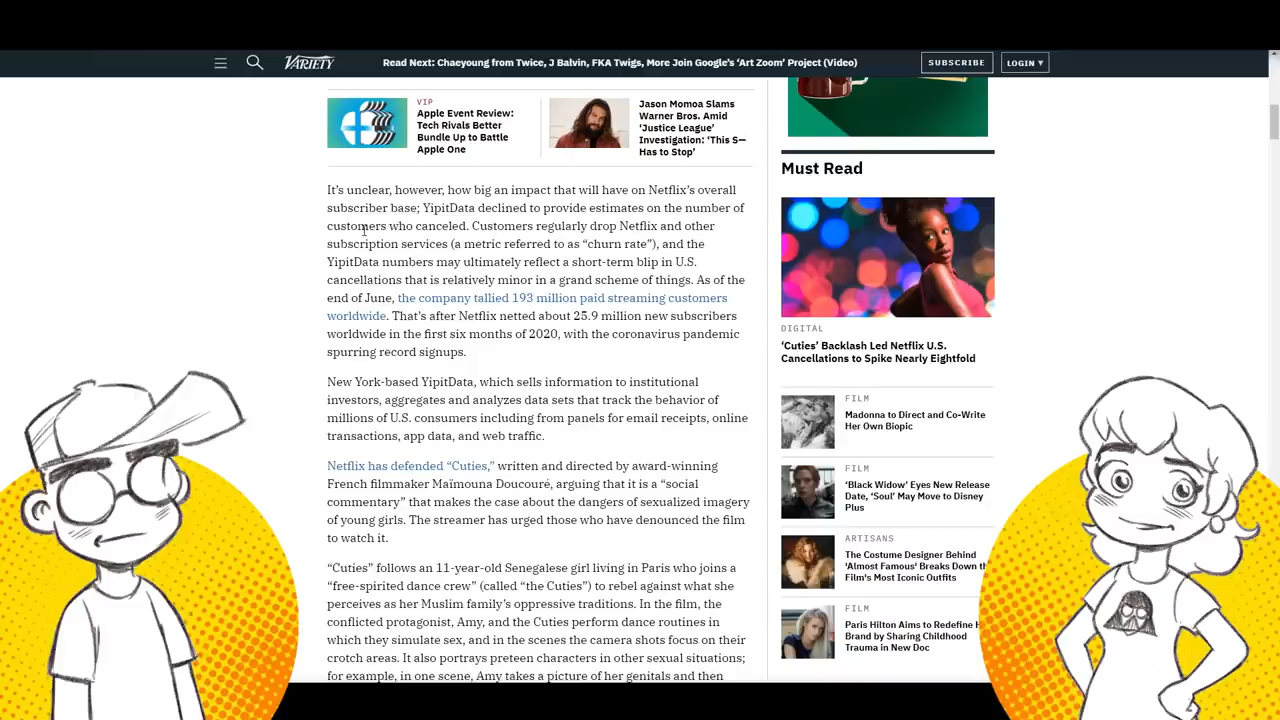 VARIETY
Read Next: Chaeyoung from Twice, J Balvin, FKA Twigs, More Join Google's ‘Art Zoom’ Project (Video)
SUBSCRIBE
LOGIN ▾
VIP
Apple Event Review:
Tech Rivals Better
Bundle Up to Battle
Apple One
Jason Momoa Slams
Warner Bros. Amid
‘Justice League’
Investigation: ‘This S—
Has to Stop’
It’s unclear, however, how big an impact that will have on Netflix’s overall
subscriber base; YipitData declined to provide estimates on the number of
customers who canceled. Customers regularly drop Netflix and other
subscription services (a metric referred to as “churn rate”), and the
YipitData numbers may ultimately reflect a short-term blip in U.S.
cancellations that is relatively minor in a grand scheme of things. As of the
end of June, the company tallied 193 million paid streaming customers
worldwide. That’s after Netflix netted about 25.9 million new subscribers
worldwide in the first six months of 2020, with the coronavirus pandemic
spurring record signups.
New York-based YipitData, which sells information to institutional
investors, aggregates and analyzes data sets that track the behavior of
millions of U.S. consumers including from panels for email receipts, online
transactions, app data, and web traffic.
Netflix has defended “Cuties,” written and directed by award-winning
French filmmaker Maïmouna Doucouré, arguing that it is a “social
commentary” that makes the case about the dangers of sexualized imagery
of young girls. The streamer has urged those who have denounced the film
to watch it.
“Cuties” follows an 11-year-old Senegalese girl living in Paris who joins a
“free-spirited dance crew” (called “the Cuties”) to rebel against what she
perceives as her Muslim family’s oppressive traditions. In the film, the
conflicted protagonist, Amy, and the Cuties perform dance routines in
which they simulate sex, and in the scenes the camera shots focus on their
crotch areas. It also portrays preteen characters in other sexual situations;
for example, in one scene, Amy takes a picture of her genitals and then
Must Read
DIGITAL
‘Cuties’ Backlash Led Netflix U.S.
Cancellations to Spike Nearly Eightfold
FILM
Madonna to Direct and Co-Write
Her Own Biopic
FILM
‘Black Widow’ Eyes New Release
Date, ‘Soul’ May Move to Disney
Plus
ARTISANS
The Costume Designer Behind
'Almost Famous' Breaks Down
Film's Most Iconic Outfits
FILM
Paris Hilton Aims to Redefine
Brand by Sharing Childhood
Trauma in New Doc